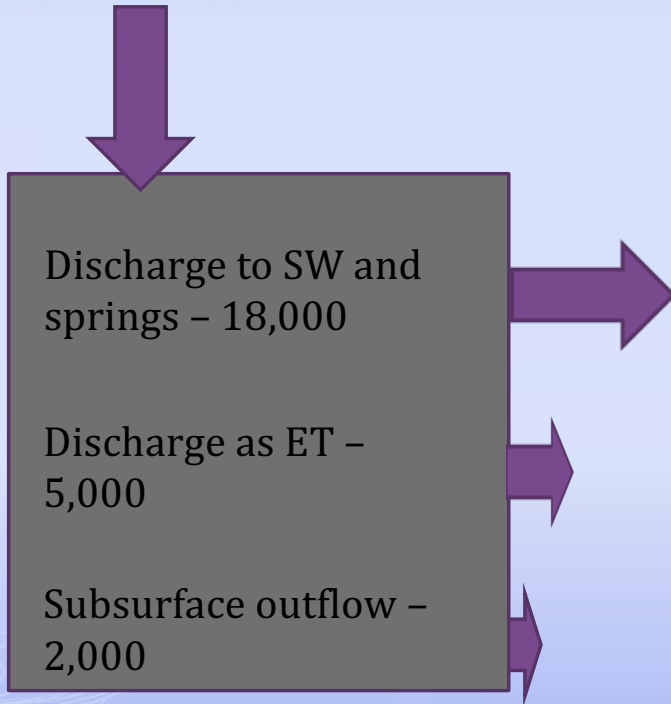 Discharge to SW and
springs – 18,000
Discharge as ET –
5,000
Subsurface outflow –
2,000